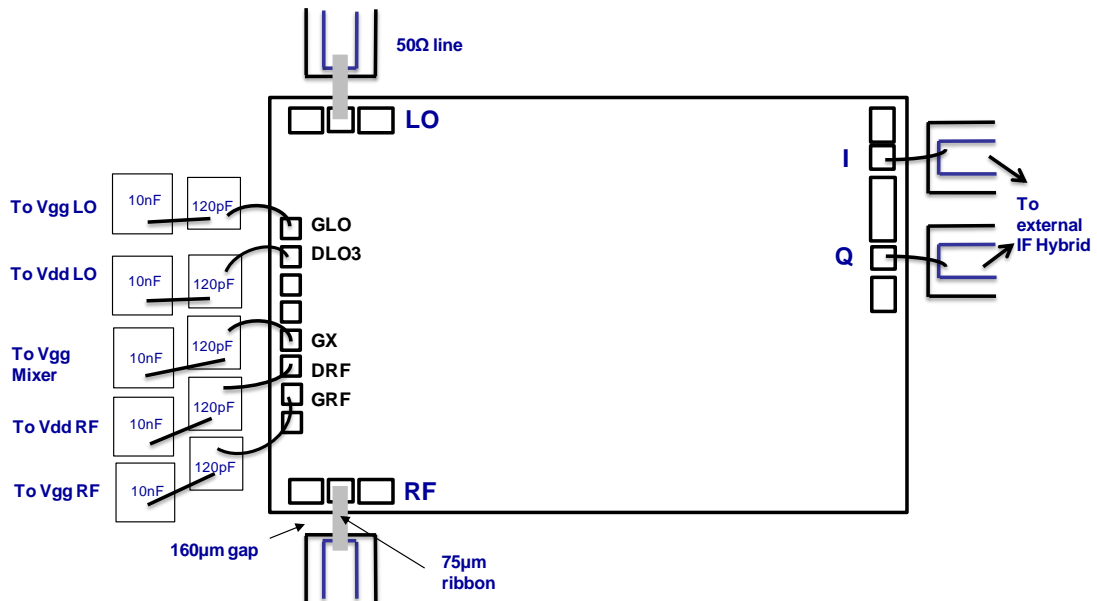 50Ω line
LO
I
To
external
IF Hybrid
Q
To Vgg LO
10nF
120pF
GLO
To Vdd LO
10nF
120pF
DLO3
To Vgg
Mixer
10nF
120pF
GX
DRF
To Vdd RF
10nF
120pF
GRF
To Vgg RF
10nF
120pF
RF
160µm gap
75µm
ribbon